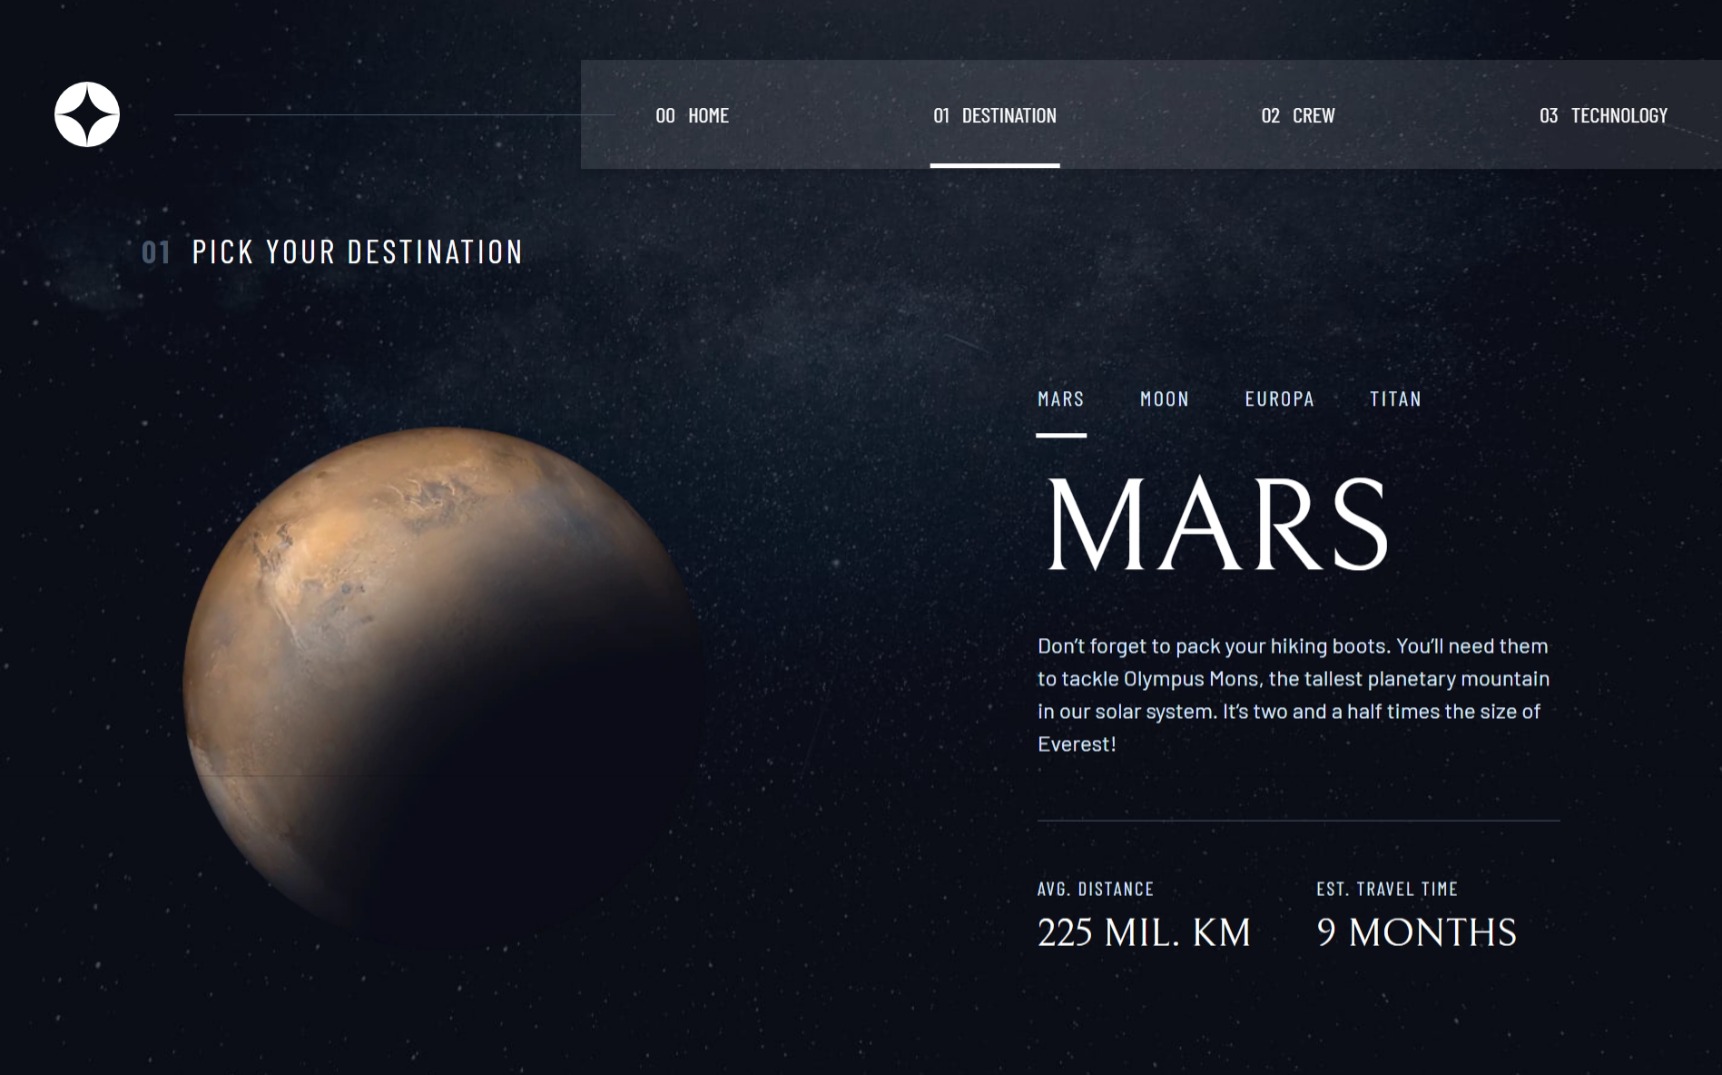 00 HOME 01 DESTINATION 02 CREW 03 TECHNOLOGY
01 PICK YOUR DESTINATION
MARS MOON EUROPA TITAN
MARS
Don’t forget to pack your hiking boots. You’ll need them
to tackle Olympus Mons, the tallest planetary mountain
in our solar system. It’s two and a half times the size of
Everest!
AVG. DISTANCE
225 MIL. KM
EST. TRAVEL TIME
9 MONTHS